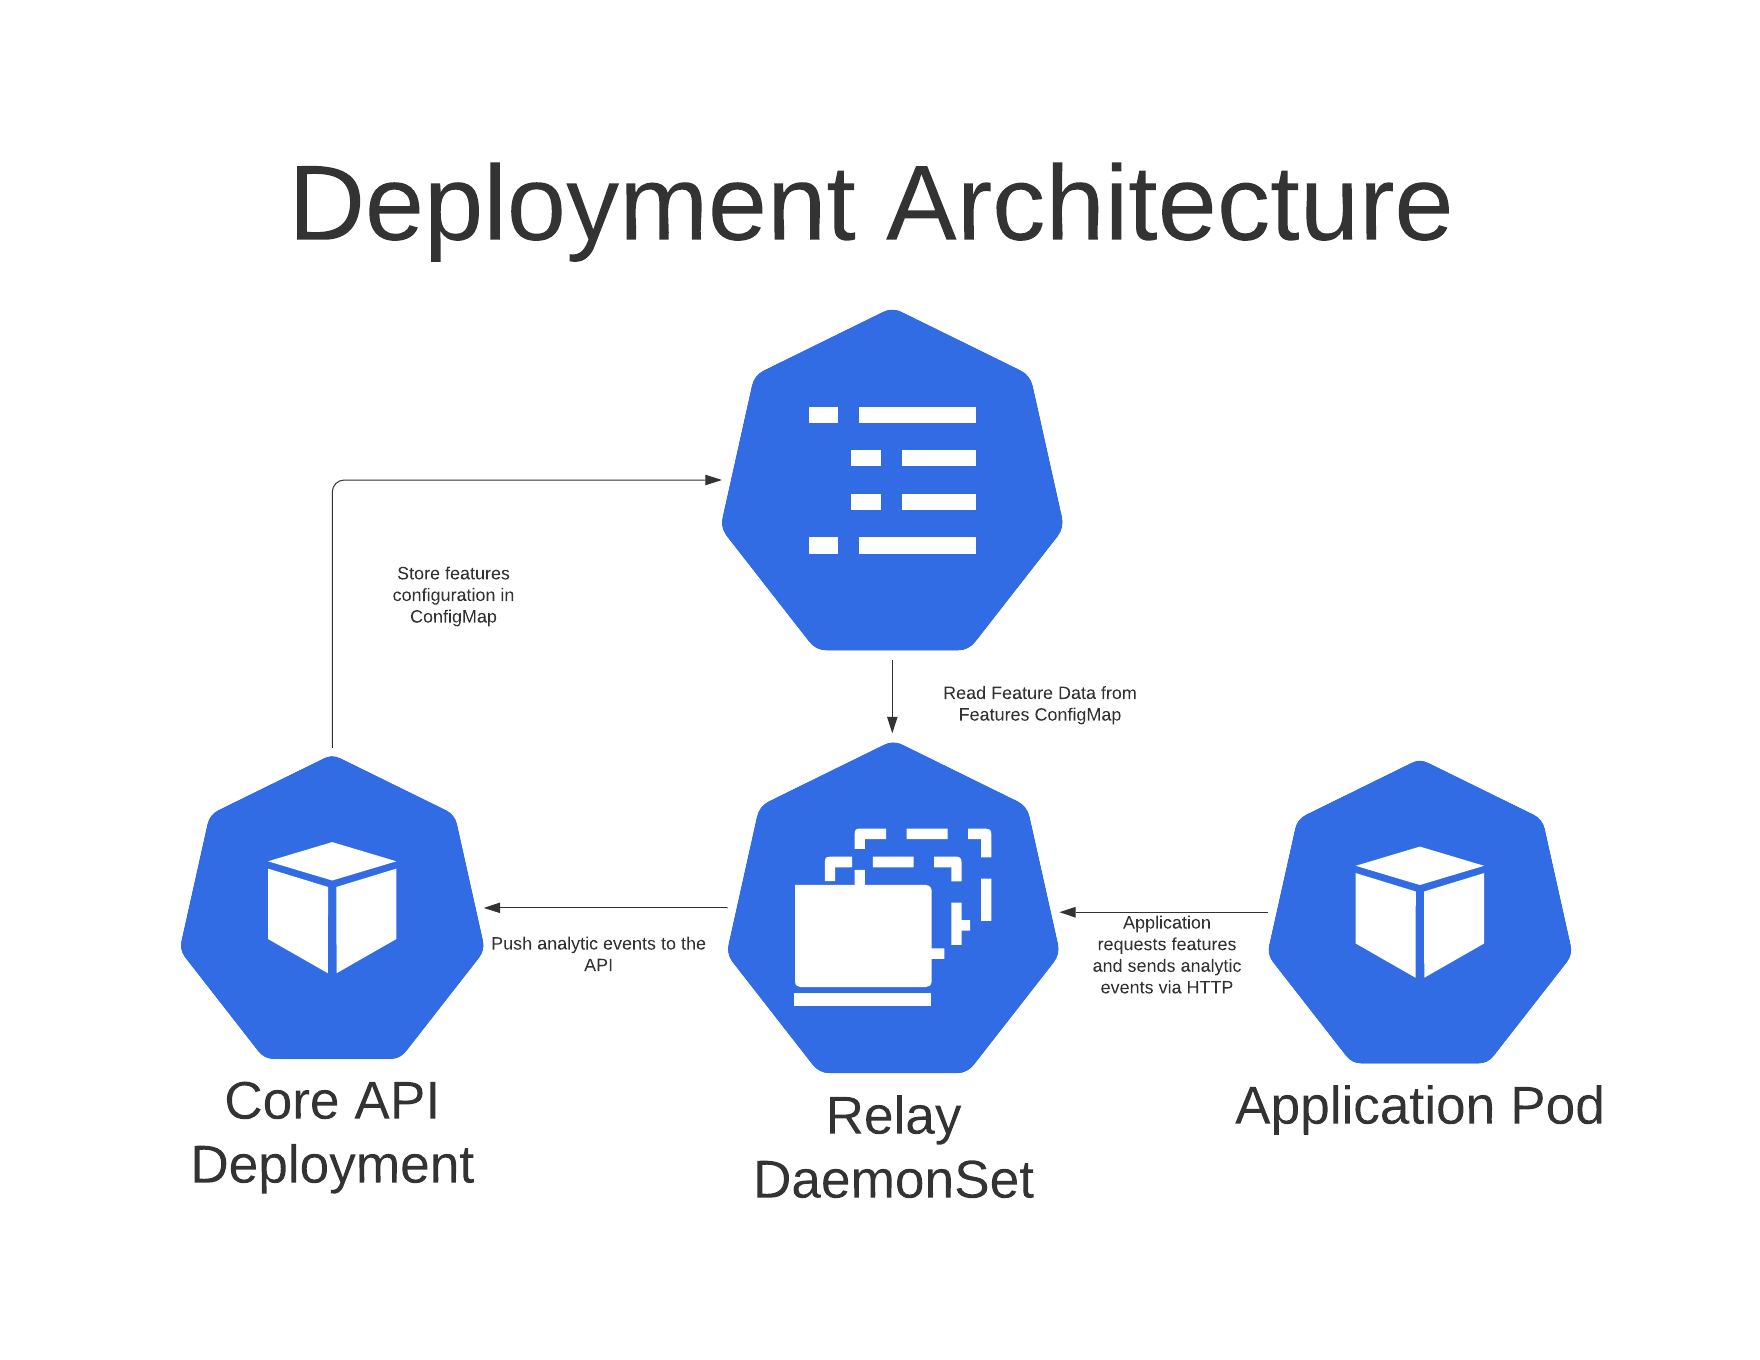 Deployment Architecture
Store features
configuration in
ConfigMap
Read Feature Data from
Features ConfigMap
Push analytic events to the
API
Application
requests features
and sends analytic
events via HTTP
Core API
Deployment
Relay
DaemonSet
Application Pod